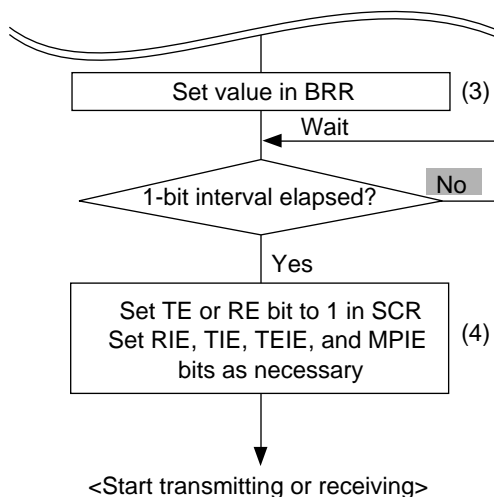 Set value in BRR
(3)
Wait
1-bit interval elapsed?
No
Yes
Set TE or RE bit to 1 in SCR
Set RIE, TIE, TEIE, and MPIE
bits as necessary
(4)
<Start transmitting or receiving>